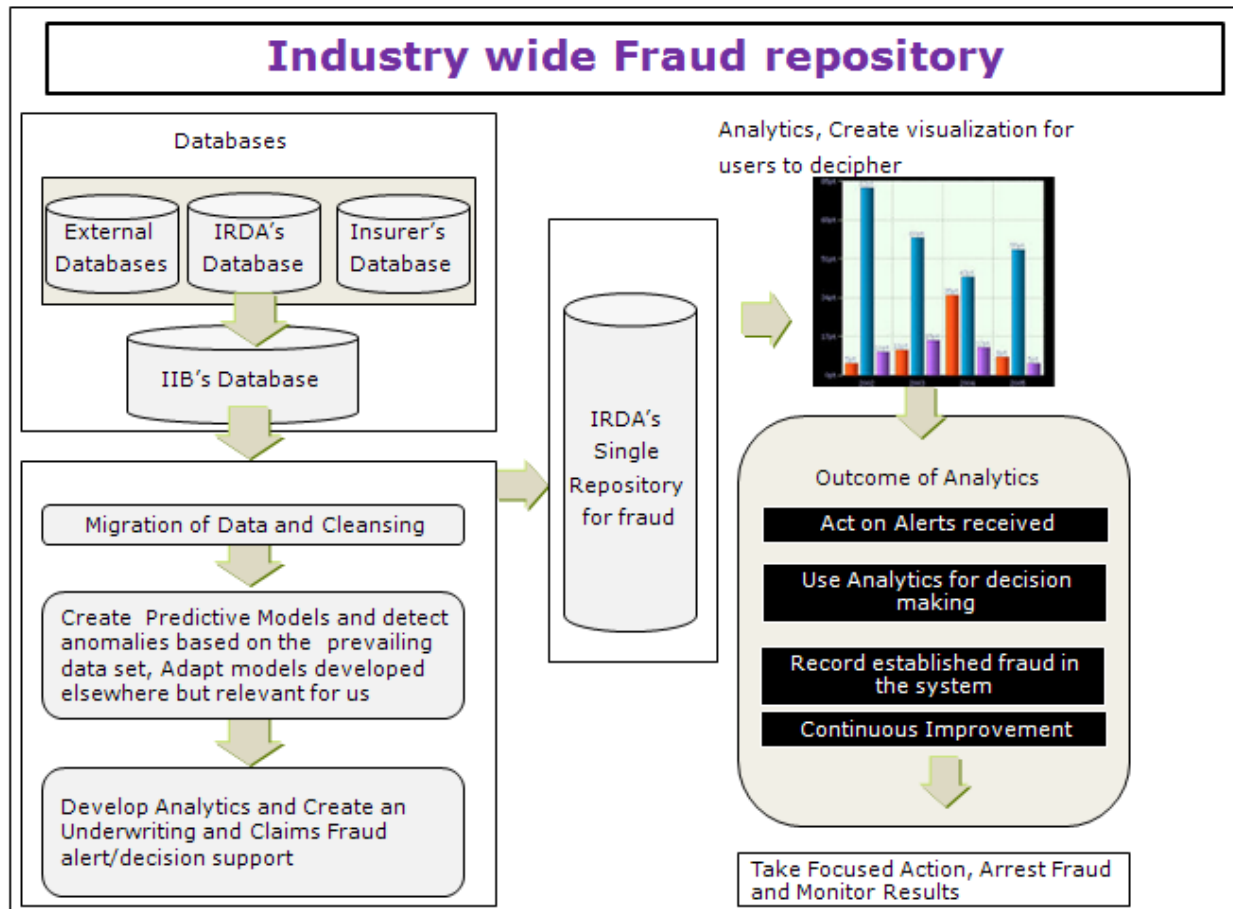 Industry wide Fraud repository
Databases
External
Databases
IRDA's
Database
Insurer's
Database
IIB's Database
Migration of Data and Cleansing
Create Predictive Models and detect
anomalies based on the prevailing
data set, Adapt models developed
elsewhere but relevant for us
Develop Analytics and Create an
Underwriting and Claims Fraud
alert/decision support
IRDA's
Single
Repository
for fraud
Analytics, Create visualization for
users to decipher
2002 2003 2004 2005
Outcome of Analytics
Act on Alerts received
Use Analytics for decision
making
Record established fraud in
the system
Continuous Improvement
Take Focused Action, Arrest Fraud
and Monitor Results